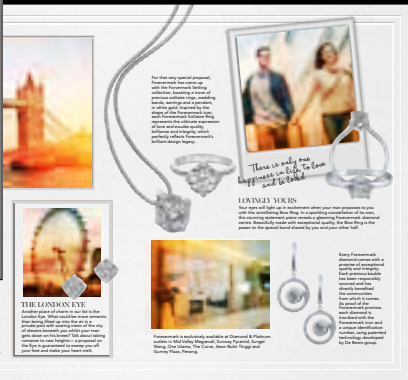 For that very special proposal,
Forevermark has come up
with the Forevermark Setting
collection, boasting a trove of
precious solitaire rings, wedding
bands, earrings and a pendant,
in white gold. Inspired by the
shape of the Forevermark icon,
each Forevermark Solitaire Ring
represents the ultimate expression
of love and exudes quality,
brilliance and integrity, which
perfectly reflects Forevermark's
brilliant design legacy.
There is only one
happiness in life, to love
and be loved
LOVINGLY YOURS
Your eyes will light up in excitement when your man proposes to you
with this scintillating Bow Ring. In a sparkling constellation of its own,
this stunning statement piece reveals a gleaming Forevermark diamond
centre. Beautifully made with exceptional quality, the Bow Ring is the
paean to the special bond shared by you and your other half.
THE LONDON EYE
Another place of charm in our list is the
London Eye. What could be more romantic
than being lifted up into the air in a
private pod with soaring views of the city
of dreams beneath you whilst your man
gets down on his knees? Talk about taking
romance to new heights— a proposal on
the Eye is guaranteed to sweep you off
your feet and make your heart melt.
Forevermark is exclusively available at Diamond & Platinum
outlets in Mid Valley Megamall, Sunway Pyramid, Sungei
Wang, One Utama, The Curve, Aeon Bukit Tinggi and
Gurney Plaza, Penang.
Every Forevermark
diamond comes with a
promise of exceptional
quality and integrity.
Each precious bauble
has been responsibly
sourced and has
directly benefited
the communities
from which it comes.
As proof of the
Forevermark promise,
each diamond is
inscribed with the
Forevermark icon and
a unique identification
number, using patented
technology developed
by De Beers group.